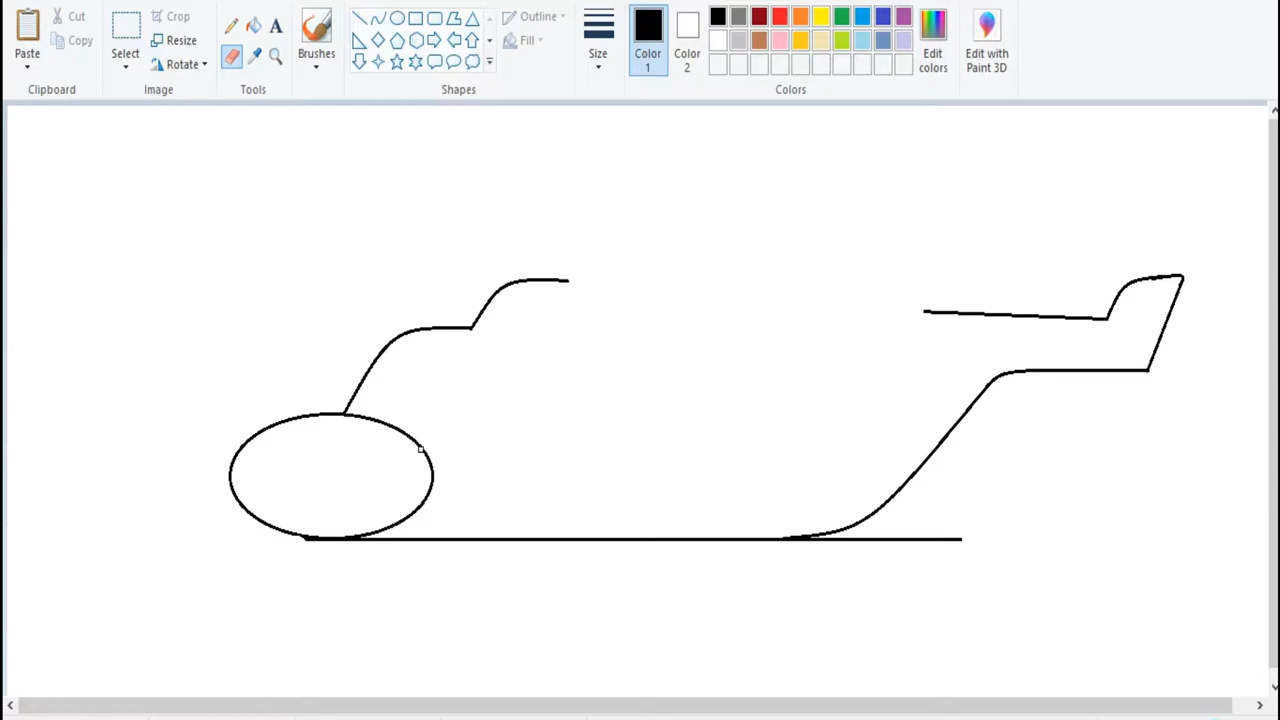 Paste
Cut
Copy
Clipboard
Select
Crop
Resize
Rotate
Image
A
Tools
Brushes
Outline
Fill
Shapes
Size
Color
1
Color
2
Edit
colors
Colors
Edit with
Paint 3D